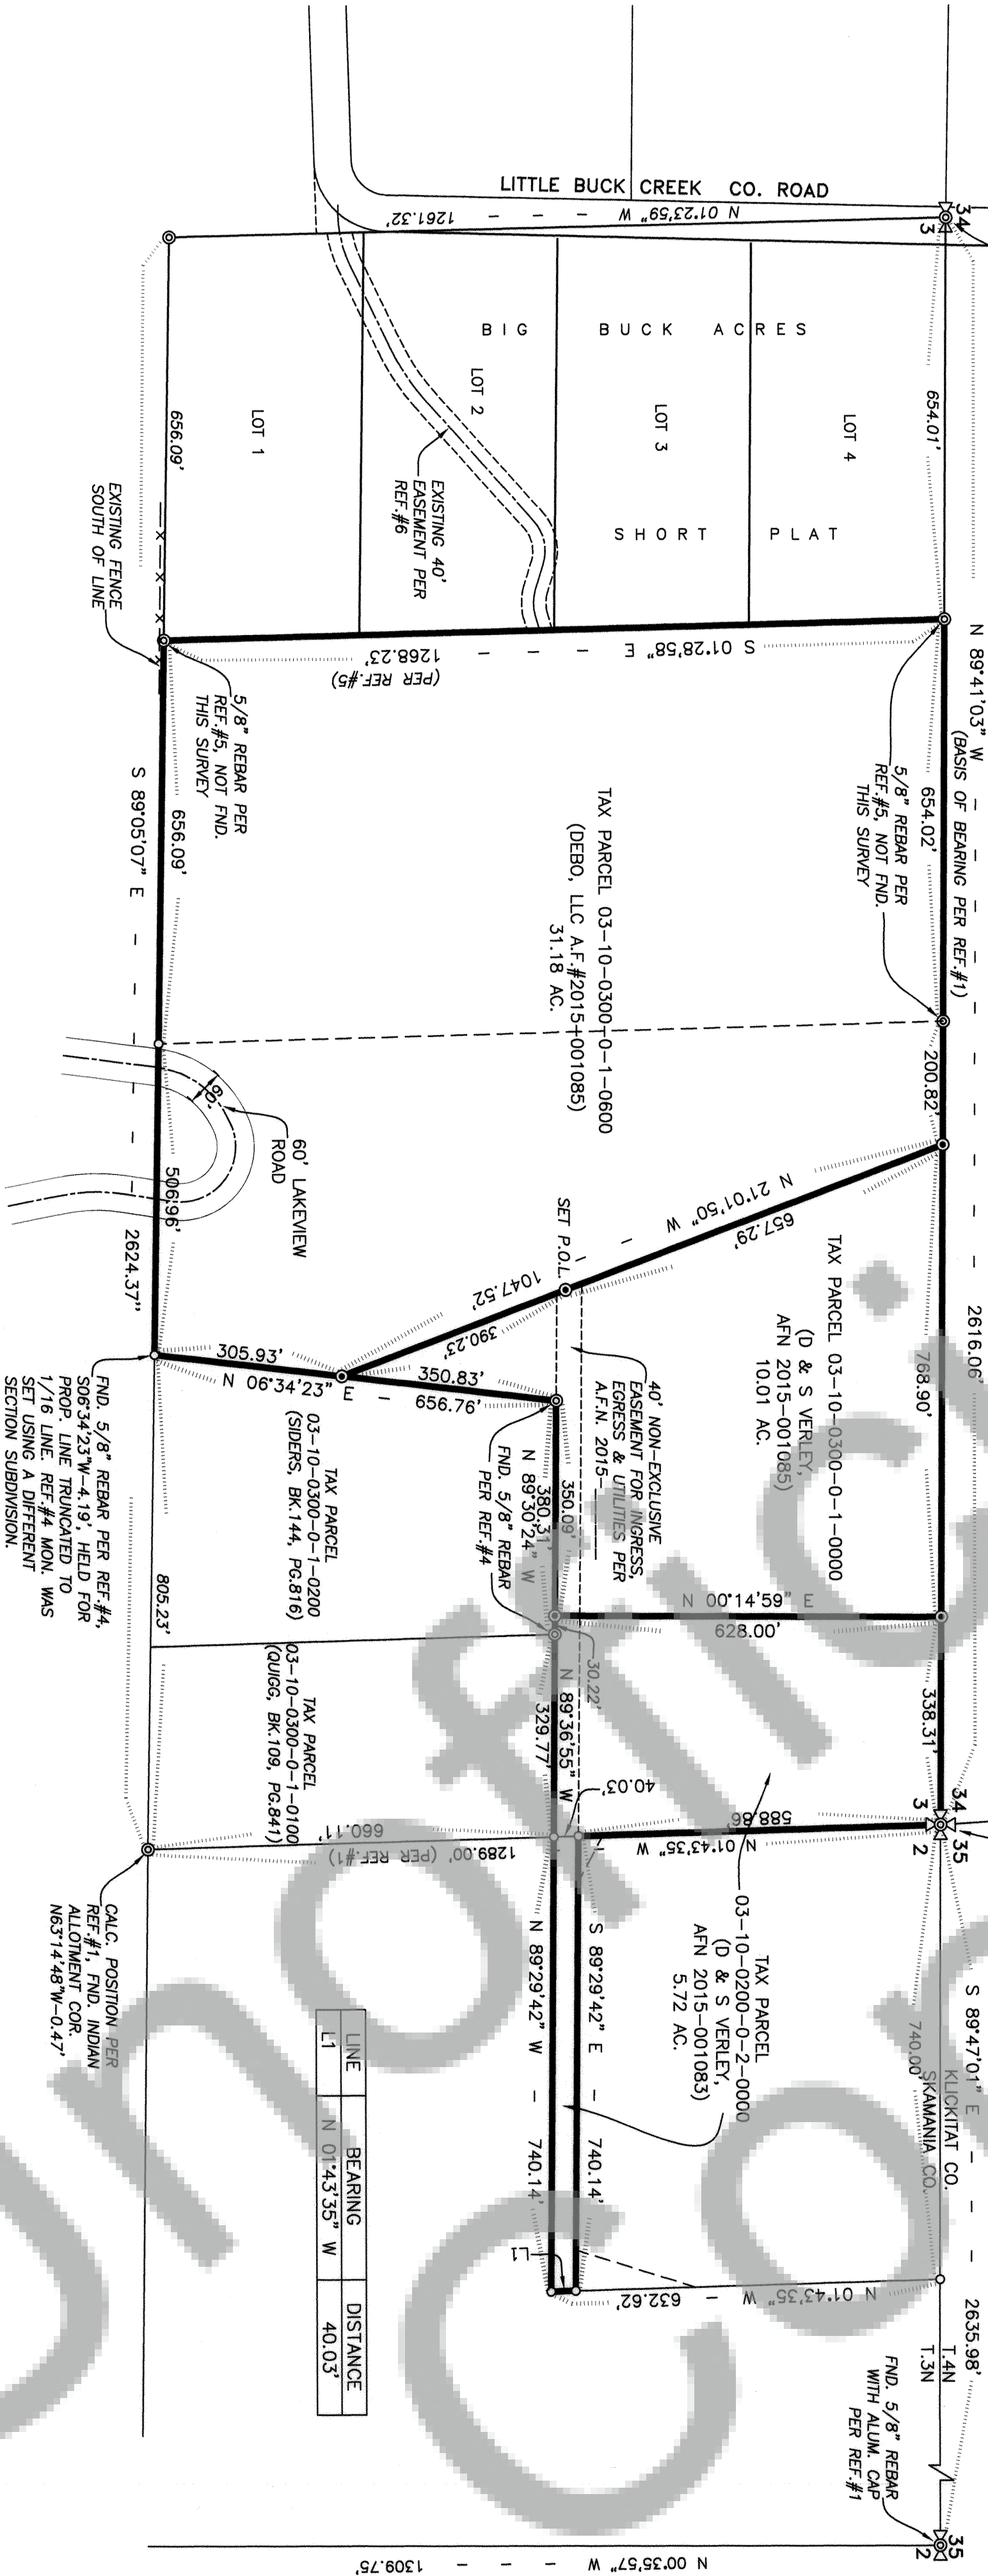 LITTLE BUCK CREEK CO. ROAD
N 01°23'59" W - - - 1261.32'
34
3
654.01'
BIG BUCK ACRES
SHORT PLAT
LOT 4
LOT 3
LOT 2
LOT 1
EXISTING 40'
EASEMENT PER
REF.#6
656.09'
EXISTING FENCE
SOUTH OF LINE
N 89°41'03" W - - - - - 2616.06'
(BASIS OF BEARING PER REF.#1)
S 01°28'58" E - - - 1268.23'
(PER REF.#5)
5/8" REBAR PER
REF.#5, NOT FND.
THIS SURVEY
654.02'
5/8" REBAR PER
REF.#5, NOT FND.
THIS SURVEY
200.82'
TAX PARCEL 03-10-0300-0-1-0600
(DEBO, LLC A.F.#2015-001085)
31.18 AC.
656.09'
S 89°05'07" E - - - - - 2624.37"
60'
60' LAKEVIEW
ROAD
506.96'
N 21°01'50" W - -
657.29'
1047.52'
390.23'
SET P.O.L.
305.93'
350.83'
N 06°34'23" E - 656.76'
TAX PARCEL 03-10-0300-0-1-0000
(D & S VERLEY,
AFN 2015-001085)
10.01 AC.
768.90'
40' NON-EXCLUSIVE
EASEMENT FOR INGRESS,
EGRESS & UTILITIES PER
A.F.N. 2015-______
350.09'
380.31'
N 89°30'24" W
FND. 5/8" REBAR
PER REF.#4
TAX PARCEL
03-10-0300-0-1-0200
(SIDERS, BK.144, PG.816)
FND. 5/8" REBAR PER REF.#4,
S06°34'23"W-4.19', HELD FOR
PROP. LINE TRUNCATED TO
1/16 LINE. REF.#4 MON. WAS
SET USING A DIFFERENT
SECTION SUBDIVISION.
805.23'
N 00°14'59" E
628.00'
30.22'
N 89°36'55" W
329.77'
40.03'
338.31'
34 35
3 2
588.86'
N 01°43'35" W -
TAX PARCEL
03-10-0300-0-1-0100
(QUIGG, BK.109, PG.841)
660.11'
1289.00' (PER REF.#1)
CALC. POSITION PER
REF.#1, FND. INDIAN
ALLOTMENT COR.
N63°14'48"W-0.47'
TAX PARCEL
03-10-0200-0-2-0000
(D & S VERLEY,
AFN 2015-001083)
5.72 AC.
S 89°29'42" E - 740.14'
N 89°29'42" W - 740.14'
L1
LINE BEARING DISTANCE
L1 N 01°43'35" W 40.03'
S 89°47'01" E - - - 2635.98'
740.00'
KLICKITAT CO.
SKAMANIA CO.
N 01°43'35" W - 632.62'
T.4N
T.3N
FND. 5/8" REBAR
WITH ALUM. CAP
PER REF.#1
35
2
N 00°35'57" W - - - 1309.75'